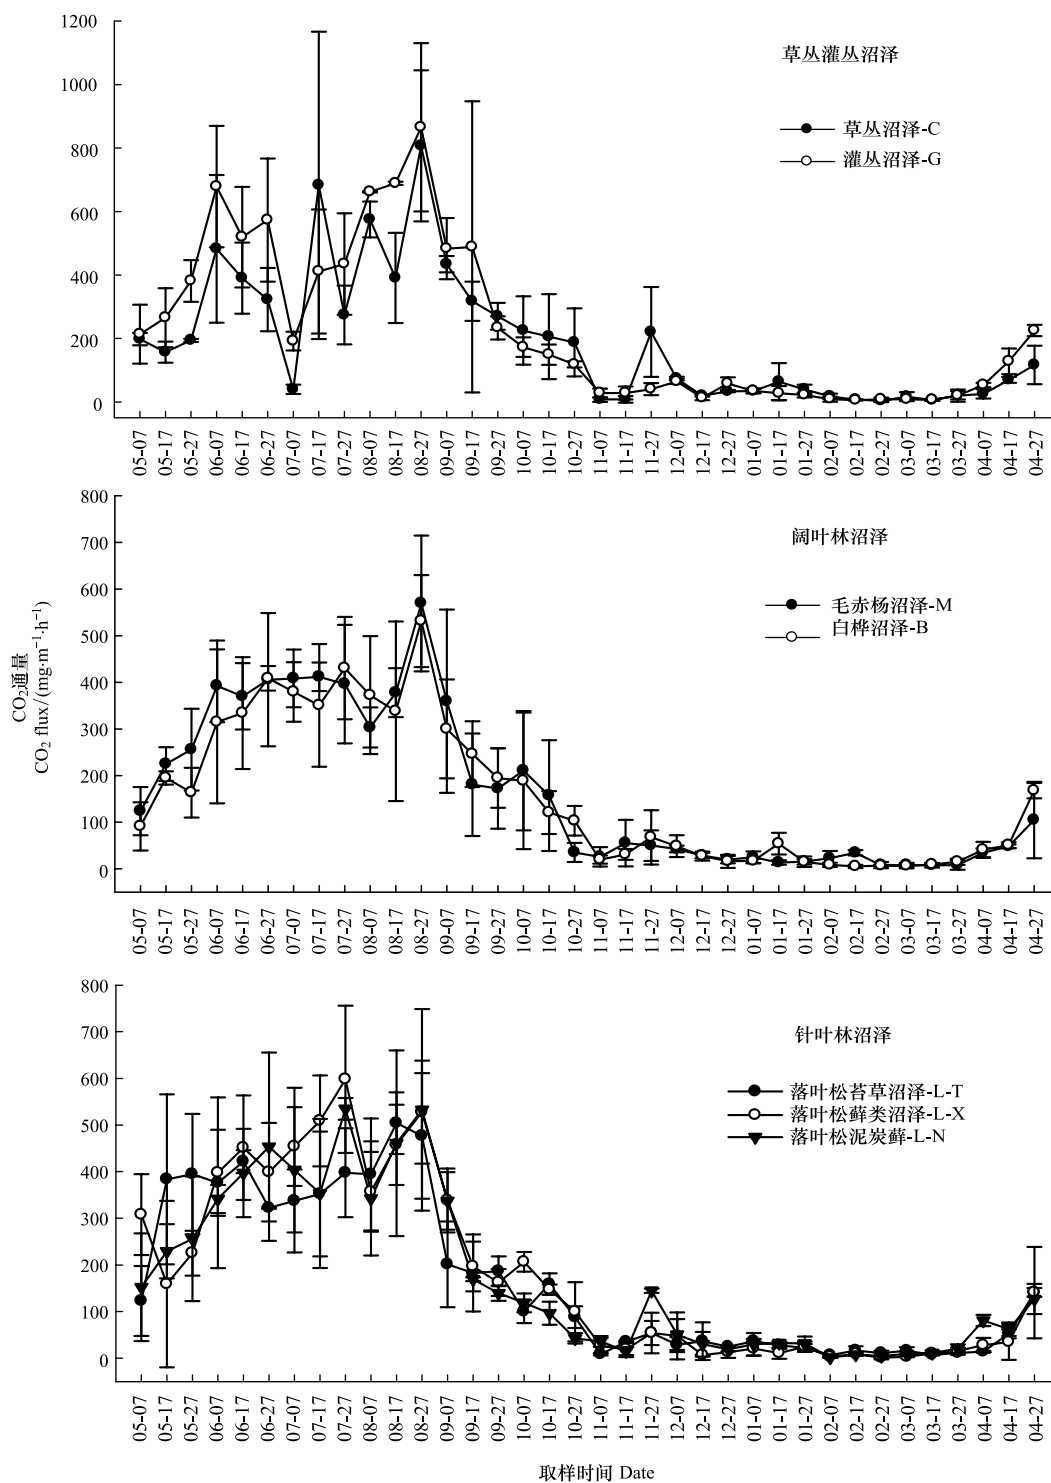 草丛灌丛沼泽
草丛沼泽-C
灌丛沼泽-G
1200
1000
800
600
400
200
0
05-07 05-17 05-27 06-07 06-17 06-27 07-07 07-17 07-27 08-07 08-17 08-27 09-07 09-17 09-27 10-07 10-17 10-27 11-07 11-17 11-27 12-07 12-17 12-27 01-07 01-17 01-27 02-07 02-17 02-27 03-07 03-17 03-27 04-07 04-17 04-27
CO₂通量
CO₂ flux/(mg·m⁻¹·h⁻¹)
阔叶林沼泽
毛赤杨沼泽-M
白桦沼泽-B
800
700
600
500
400
300
200
100
0
05-07 05-17 05-27 06-07 06-17 06-27 07-07 07-17 07-27 08-07 08-17 08-27 09-07 09-17 09-27 10-07 10-17 10-27 11-07 11-17 11-27 12-07 12-17 12-27 01-07 01-17 01-27 02-07 02-17 02-27 03-07 03-17 03-27 04-07 04-17 04-27
针叶林沼泽
落叶松苔草沼泽-L-T
落叶松藓类沼泽-L-X
落叶松泥炭藓-L-N
800
700
600
500
400
300
200
100
0
05-07 05-17 05-27 06-07 06-17 06-27 07-07 07-17 07-27 08-07 08-17 08-27 09-07 09-17 09-27 10-07 10-17 10-27 11-07 11-17 11-27 12-07 12-17 12-27 01-07 01-17 01-27 02-07 02-17 02-27 03-07 03-17 03-27 04-07 04-17 04-27
取样时间 Date